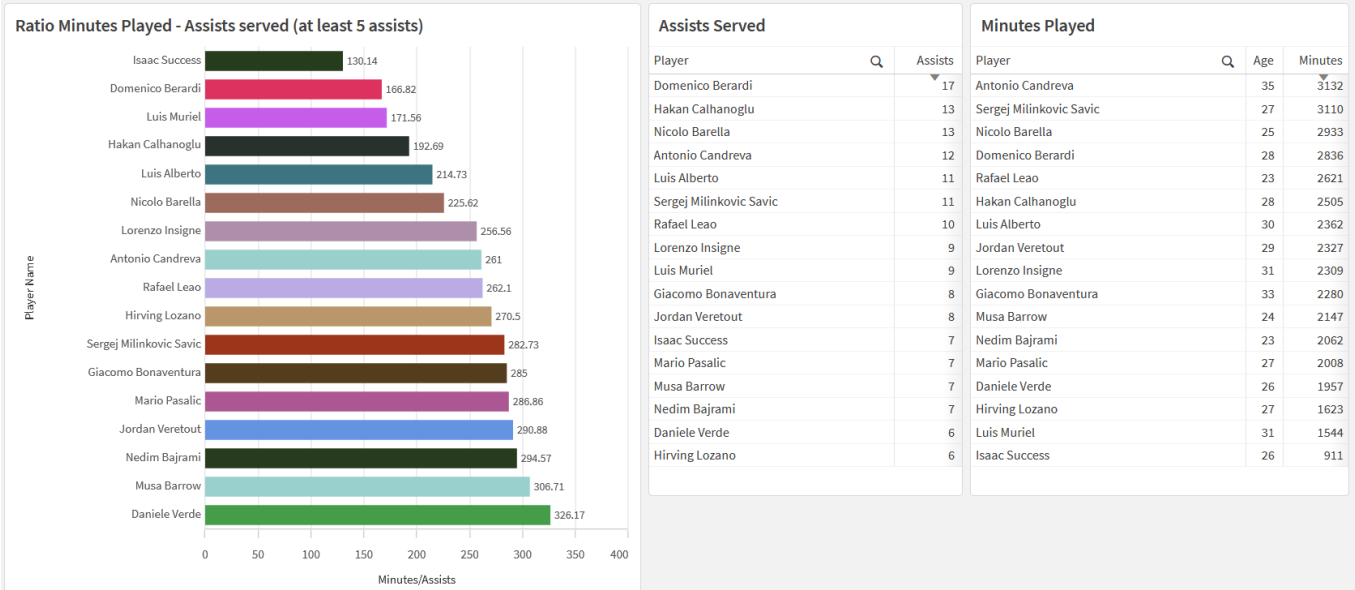 Ratio Minutes Played - Assists served (at least 5 assists)
Player Name
Isaac Success 130.14
Domenico Berardi 166.82
Luis Muriel 171.56
Hakan Calhanoglu 192.69
Luis Alberto 214.73
Nicolo Barella 225.62
Lorenzo Insigne 256.56
Antonio Candreva 261
Rafael Leao 262.1
Hirving Lozano 270.5
Sergej Milinkovic Savic 282.73
Giacomo Bonaventura 285
Mario Pasalic 286.86
Jordan Veretout 290.88
Nedim Bajrami 294.57
Musa Barrow 306.71
Daniele Verde 326.17
0 50 100 150 200 250 300 350 400
Minutes/Assists
Assists Served
Player Assists
Domenico Berardi 17
Hakan Calhanoglu 13
Nicolo Barella 13
Antonio Candreva 12
Luis Alberto 11
Sergej Milinkovic Savic 11
Rafael Leao 10
Lorenzo Insigne 9
Luis Muriel 9
Giacomo Bonaventura 8
Jordan Veretout 8
Isaac Success 7
Mario Pasalic 7
Musa Barrow 7
Nedim Bajrami 7
Daniele Verde 6
Hirving Lozano 6
Minutes Played
Player Age Minutes
Antonio Candreva 35 3132
Sergej Milinkovic Savic 27 3110
Nicolo Barella 25 2933
Domenico Berardi 28 2836
Rafael Leao 23 2621
Hakan Calhanoglu 28 2505
Luis Alberto 30 2362
Jordan Veretout 29 2327
Lorenzo Insigne 31 2309
Giacomo Bonaventura 33 2280
Musa Barrow 24 2147
Nedim Bajrami 23 2062
Mario Pasalic 27 2008
Daniele Verde 26 1957
Hirving Lozano 27 1623
Luis Muriel 31 1544
Isaac Success 26 911